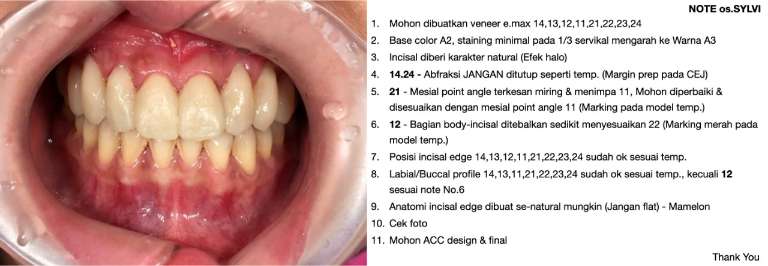 NOTE os.SYLVI
1. Mohon dibuatkan veneer e.max 14,13,12,11,21,22,23,24
2. Base color A2, staining minimal pada 1/3 servikal mengarah ke Warna A3
3. Incisal diberi karakter natural (Efek halo)
4. 14.24 - Abfraksi JANGAN ditutup seperti temp. (Margin prep pada CEJ)
5. 21 - Mesial point angle terkesan miring & menimpa 11, Mohon diperbaiki &
disesuaikan dengan mesial point angle 11 (Marking pada model temp.)
6. 12 - Bagian body-incisal ditebalkan sedikit menyesuaikan 22 (Marking merah pada
model temp.)
7. Posisi incisal edge 14,13,12,11,21,22,23,24 sudah ok sesuai temp.
8. Labial/Buccal profile 14,13,11,21,22,23,24 sudah ok sesuai temp., kecuali 12
sesuai note No.6
9. Anatomi incisal edge dibuat se-natural mungkin (Jangan flat) - Mamelon
10. Cek foto
11. Mohon ACC design & final
Thank You